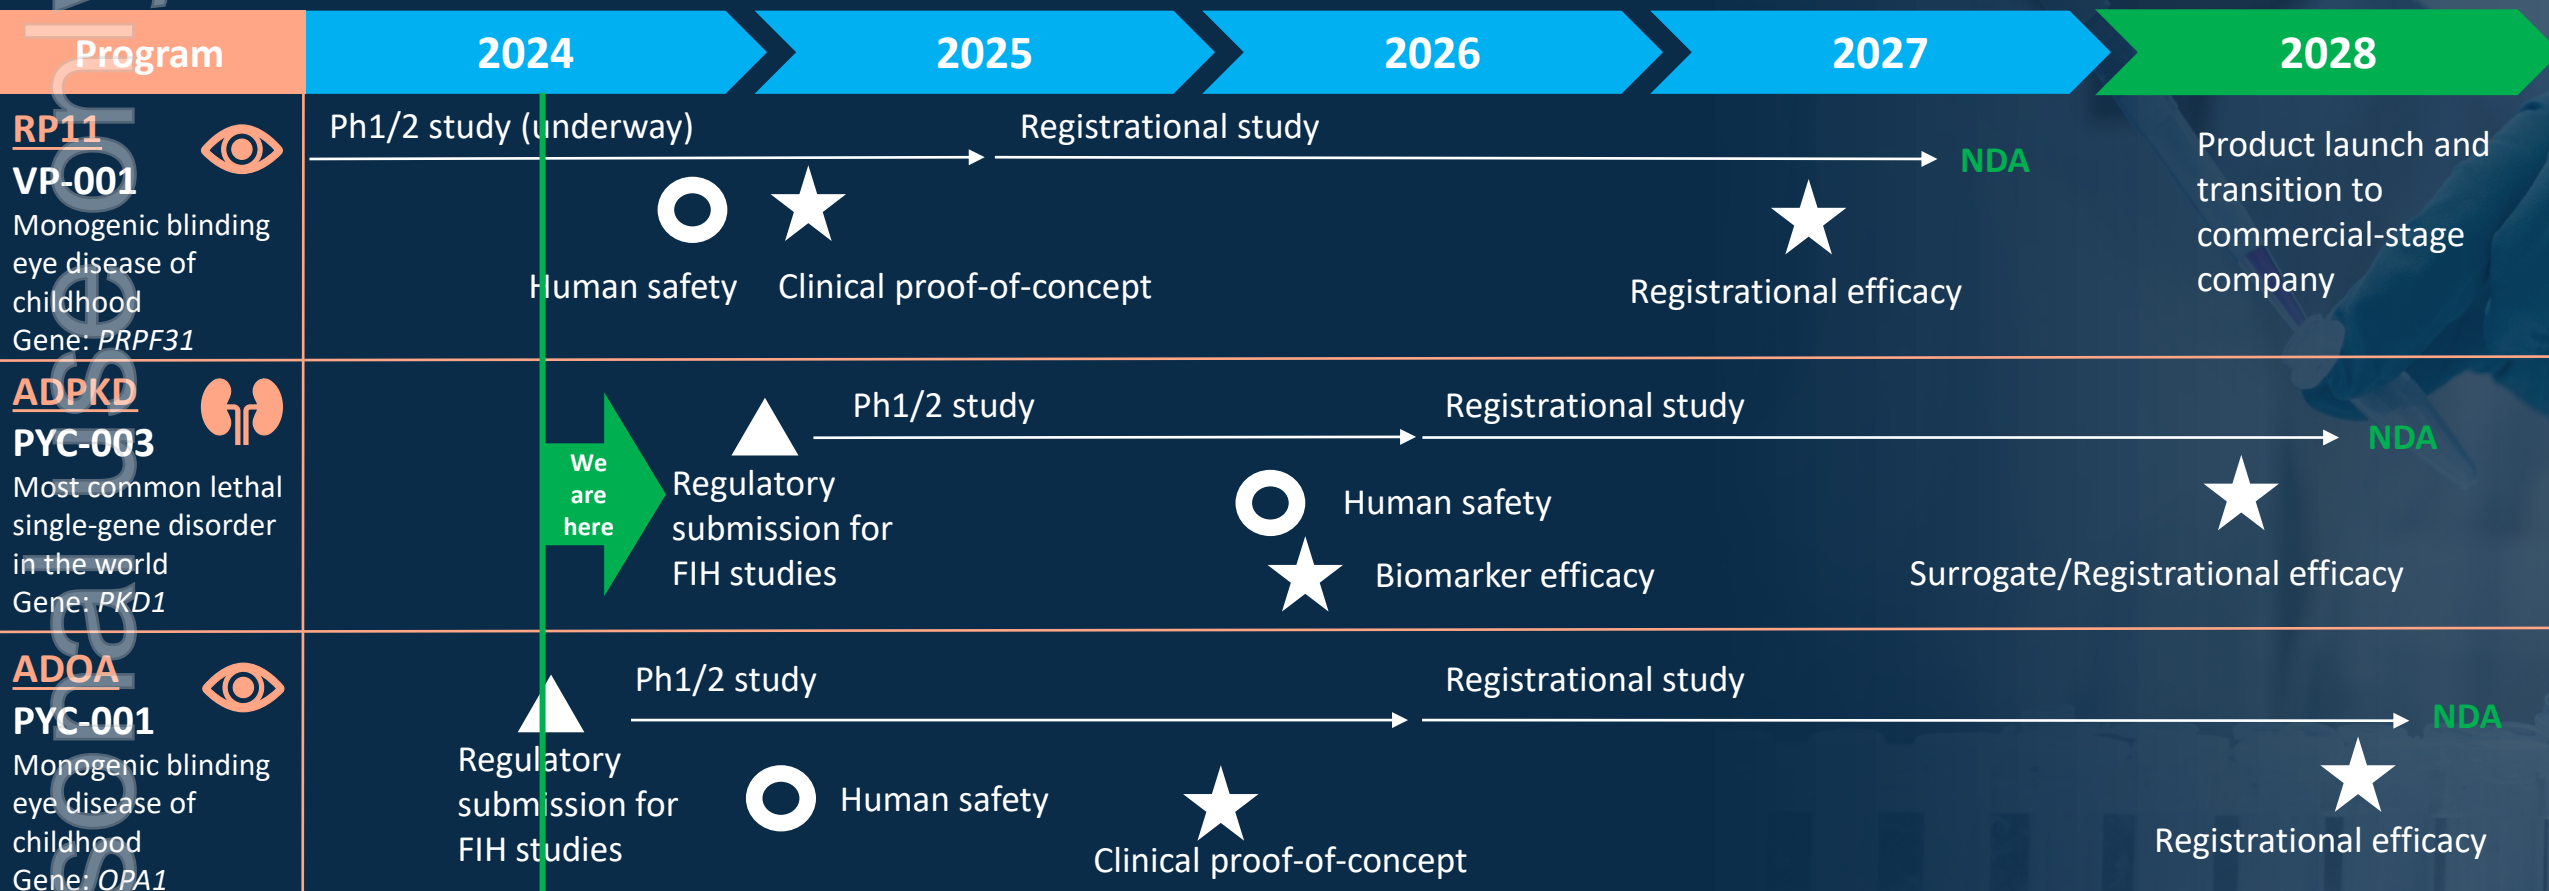 Program
2024
2025
2026
2027
2028
RP11
VP-001
Monogenic blinding
eye disease of
childhood
Gene: PRPF31
Ph1/2 study (underway)
Registrational study
NDA
Human safety
Clinical proof-of-concept
Registrational efficacy
Product launch and
transition to
commercial-stage
company
ADPKD
PYC-003
Most common lethal
single-gene disorder
in the world
Gene: PKD1
We
are
here
Regulatory
submission for
FIH studies
Ph1/2 study
Registrational study
NDA
Human safety
Biomarker efficacy
Surrogate/Registrational efficacy
ADOA
PYC-001
Monogenic blinding
eye disease of
childhood
Gene: OPA1
Regulatory
submission for
FIH studies
Ph1/2 study
Registrational study
NDA
Human safety
Clinical proof-of-concept
Registrational efficacy
sonal use only